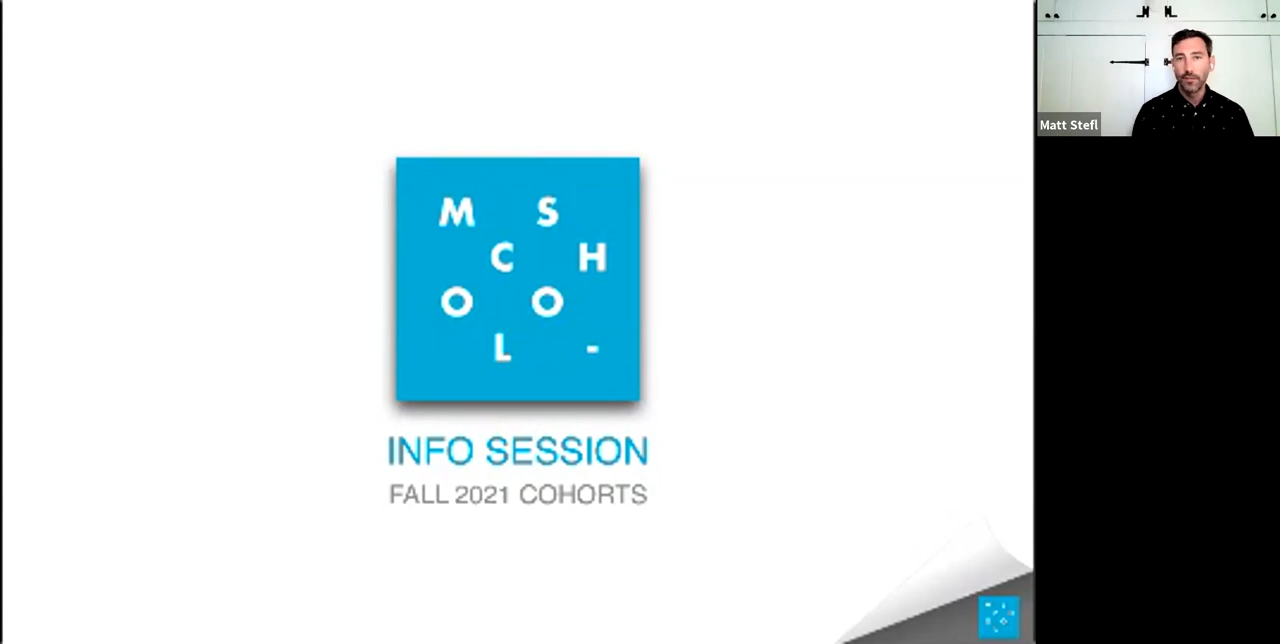 M S
C H
O O
L -
INFO SESSION
FALL 2021 COHORTS
Matt Stefl